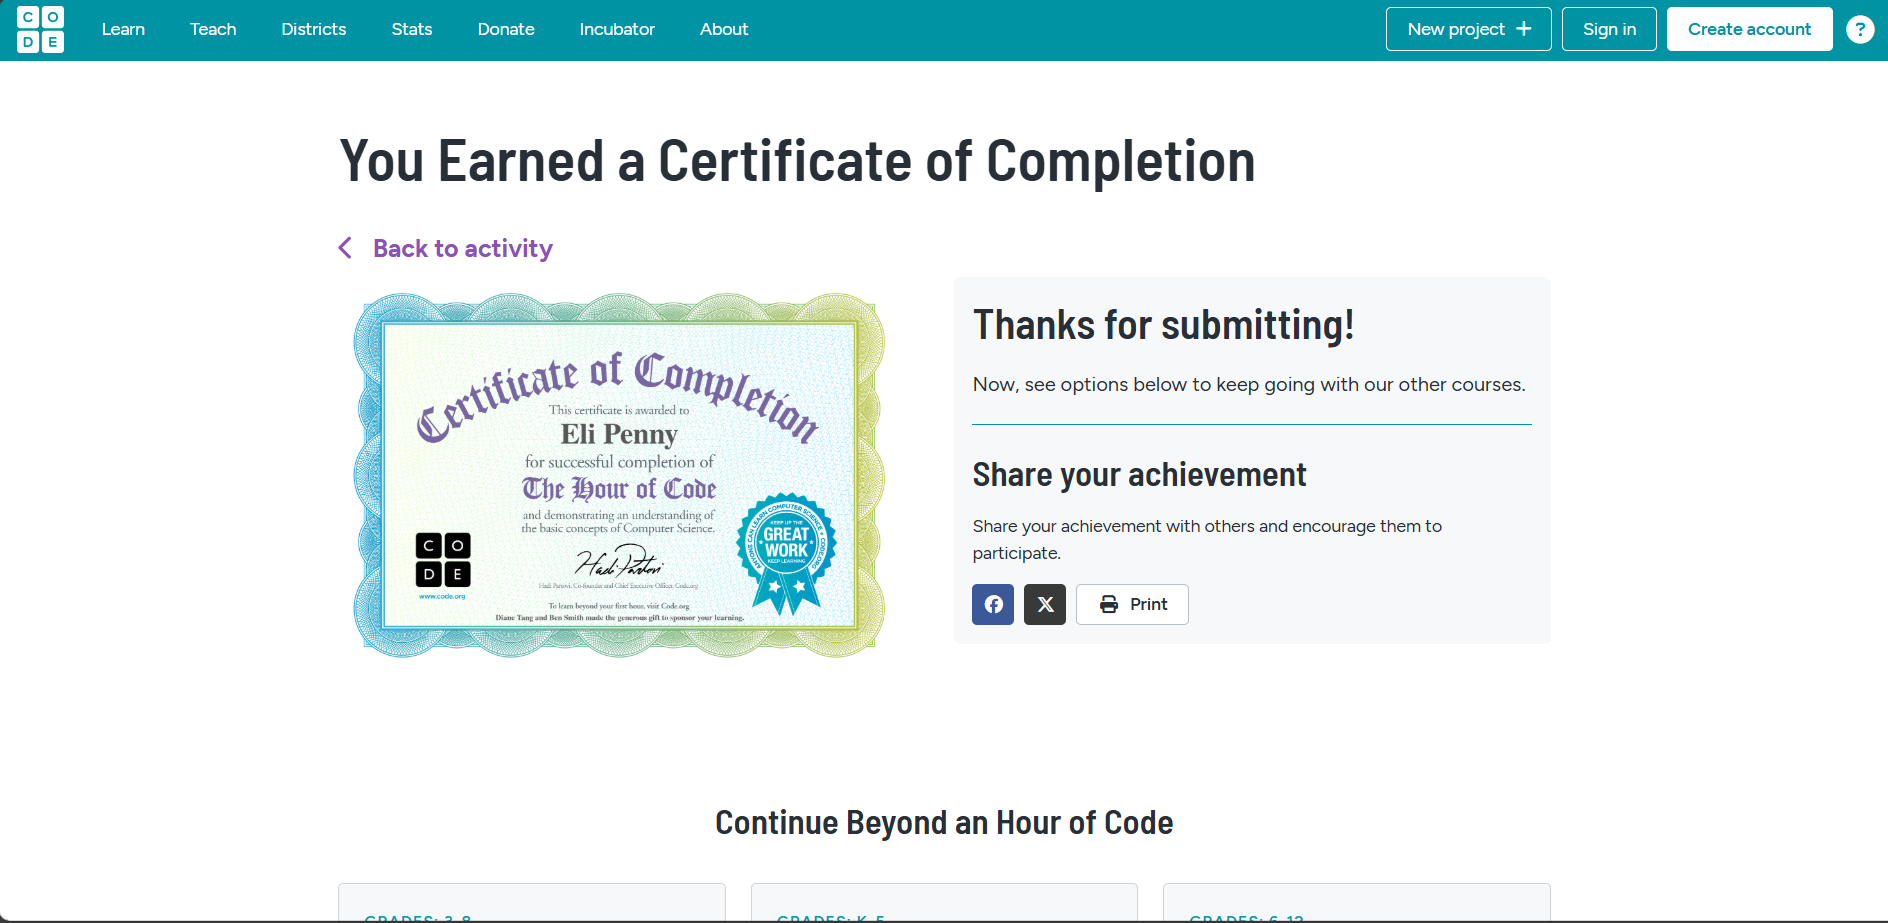 CODE
Learn
Teach
Districts
Stats
Donate
Incubator
About
New project +
Sign in
Create account
?
You Earned a Certificate of Completion
Back to activity
Certificate of Completion
This certificate is awarded to
Eli Penny
for successful completion of
The Hour of Code
and demonstrating an understanding of
the basic concepts of Computer Science.
Hadi Partovi
Hadi Partovi, Co-founder and Chief Executive Officer, Code.org
To learn beyond your first hour, visit Code.org
Diane Tang and Ben Smith made the generous gift to sponsor your learning.
CODE
www.code.org
ANYONE CAN LEARN COMPUTER SCIENCE • CODE.ORG
KEEP UP THE
GREAT
WORK
KEEP LEARNING
Thanks for submitting!
Now, see options below to keep going with our other courses.
Share your achievement
Share your achievement with others and encourage them to
participate.
Print
Continue Beyond an Hour of Code
GRADES: 3-8
GRADES: K-5
GRADES: 6-12